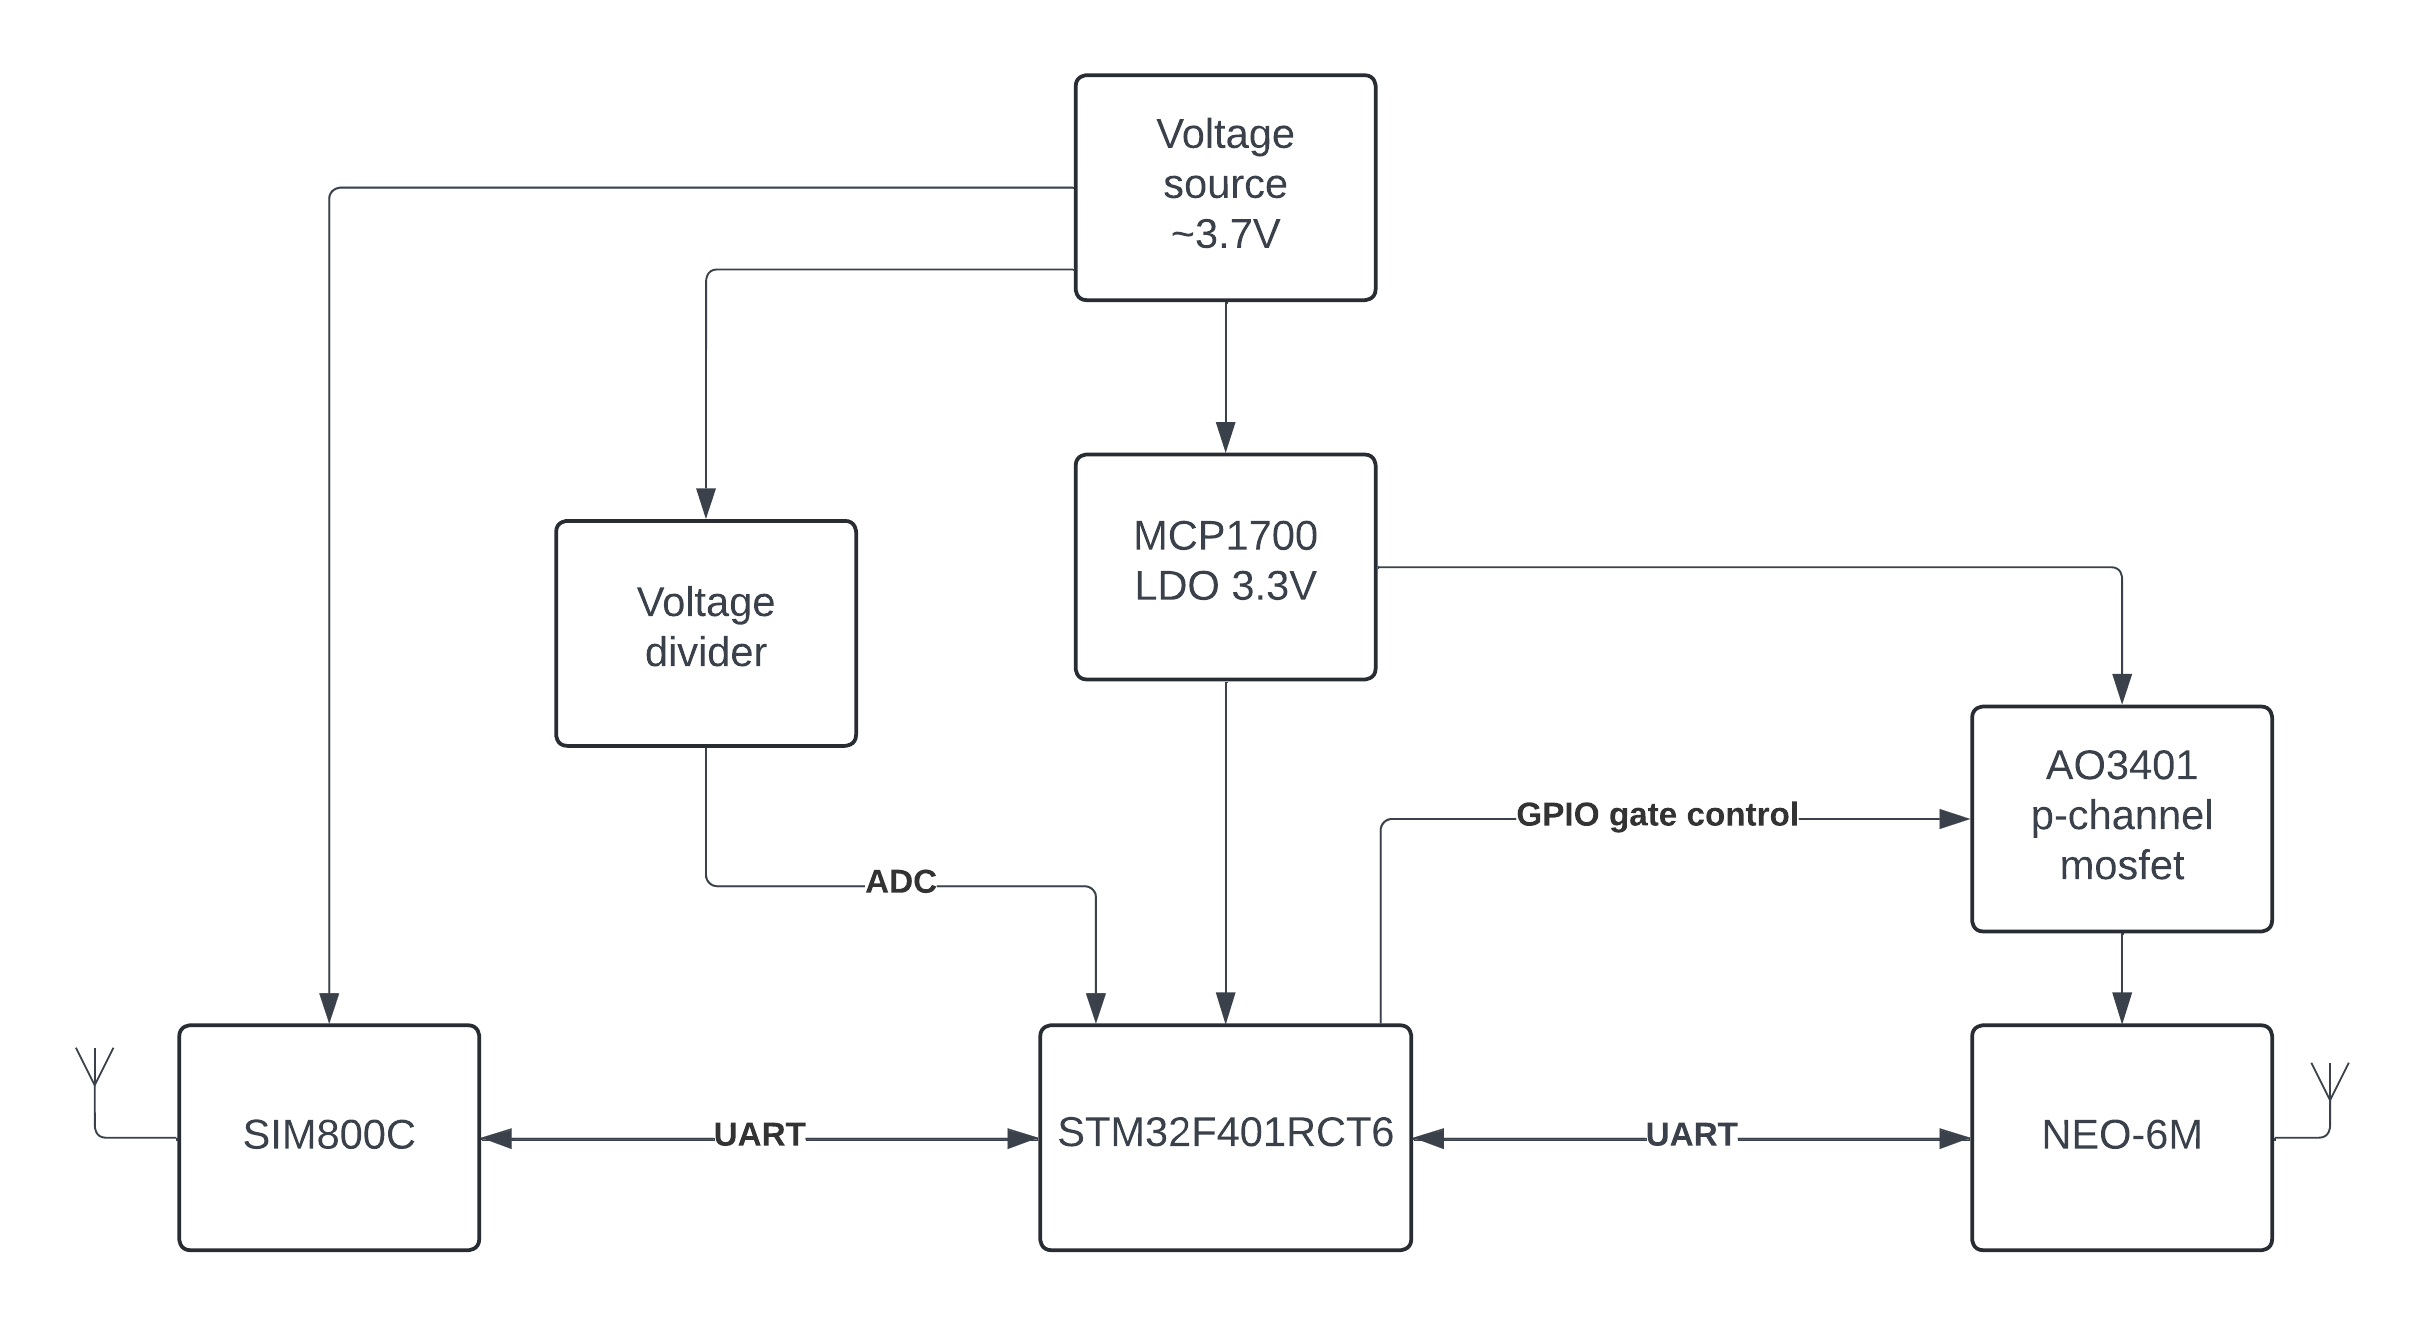 Voltage
source
~3.7V
MCP1700
LDO 3.3V
Voltage
divider
AO3401
p-channel
mosfet
GPIO gate control
ADC
SIM800C
UART
STM32F401RCT6
UART
NEO-6M